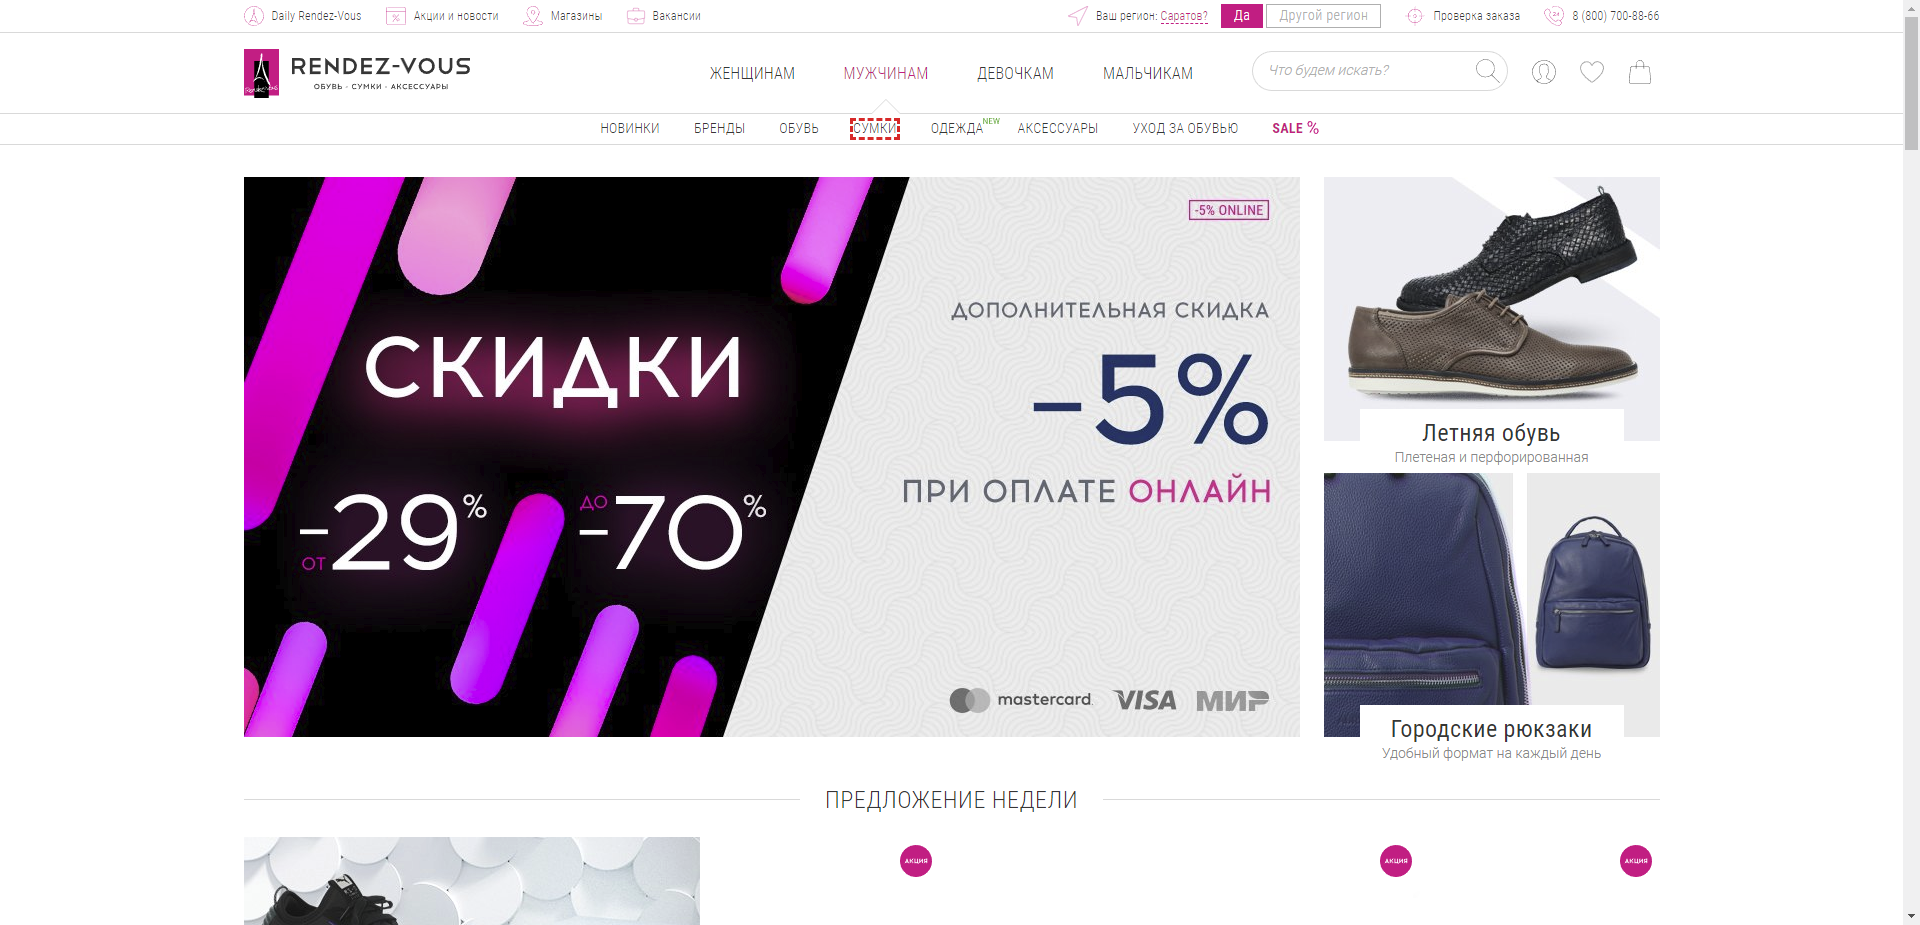 Daily Rendez-Vous
Акции и новости
Магазины
Вакансии
Ваш регион: Саратов?
Да
Другой регион
Проверка заказа
8 (800) 700-88-66
RENDEZ-VOUS
ОБУВЬ · СУМКИ · АКСЕССУАРЫ
ЖЕНЩИНАМ
МУЖЧИНАМ
ДЕВОЧКАМ
МАЛЬЧИКАМ
Что будем искать?
НОВИНКИ
БРЕНДЫ
ОБУВЬ
СУМКИ
ОДЕЖДА NEW
АКСЕССУАРЫ
УХОД ЗА ОБУВЬЮ
SALE %
СКИДКИ
ОТ -29%
ДО -70%
-5% ONLINE
ДОПОЛНИТЕЛЬНАЯ СКИДКА
-5%
ПРИ ОПЛАТЕ ОНЛАЙН
mastercard.
VISA
МИР
Летняя обувь
Плетеная и перфорированная
Городские рюкзаки
Удобный формат на каждый день
ПРЕДЛОЖЕНИЕ НЕДЕЛИ
АКЦИЯ
АКЦИЯ
АКЦИЯ